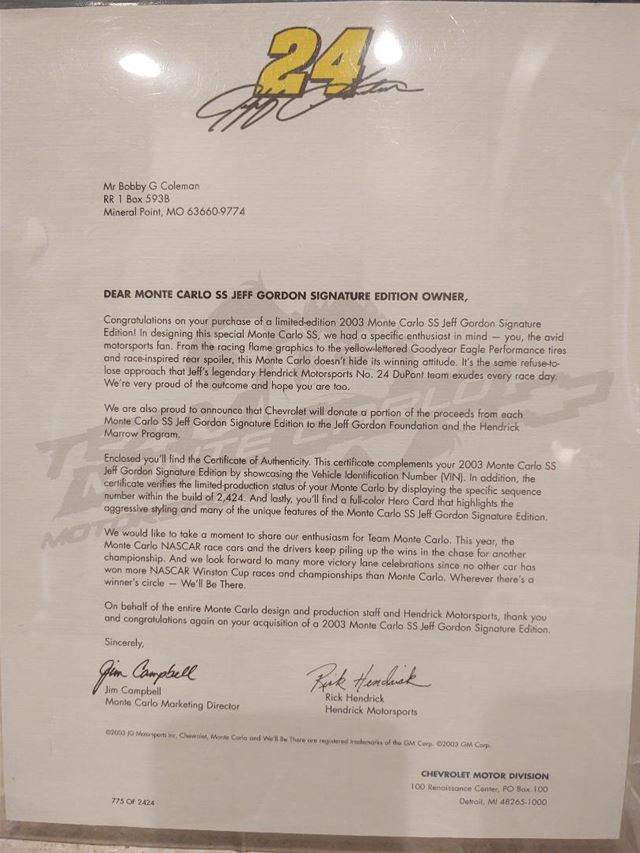 24
Jeff Gordon
Mr Bobby G Coleman
RR 1 Box 593B
Mineral Point, MO 63660-9774
DEAR MONTE CARLO SS JEFF GORDON SIGNATURE EDITION OWNER,
Congratulations on your purchase of a limited-edition 2003 Monte Carlo SS Jeff Gordon Signature
Edition! In designing this special Monte Carlo SS, we had a specific enthusiast in mind — you, the avid
motorsports fan. From the racing flame graphics to the yellow-lettered Goodyear Eagle Performance tires
and race-inspired rear spoiler, this Monte Carlo doesn't hide its winning attitude. It's the same refuse-to-
lose approach that Jeff's legendary Hendrick Motorsports No. 24 DuPont team exudes every race day.
We're very proud of the outcome and hope you are too.
We are also proud to announce that Chevrolet will donate a portion of the proceeds from each
Monte Carlo SS Jeff Gordon Signature Edition to the Jeff Gordon Foundation and the Hendrick
Marrow Program.
Enclosed you'll find the Certificate of Authenticity. This certificate complements your 2003 Monte Carlo SS
Jeff Gordon Signature Edition by showcasing the Vehicle Identification Number (VIN). In addition, the
certificate verifies the limited-production status of your Monte Carlo by displaying the specific sequence
number within the build of 2,424. And lastly, you'll find a full-color Hero Card that highlights the
aggressive styling and many of the unique features of the Monte Carlo SS Jeff Gordon Signature Edition.
We would like to take a moment to share our enthusiasm for Team Monte Carlo. This year, the
Monte Carlo NASCAR race cars and the drivers keep piling up the wins in the chase for another
championship. And we look forward to many more victory lane celebrations since no other car has
won more NASCAR Winston Cup races and championships than Monte Carlo. Wherever there's a
winner's circle — We'll Be There.
On behalf of the entire Monte Carlo design and production staff and Hendrick Motorsports, thank you
and congratulations again on your acquisition of a 2003 Monte Carlo SS Jeff Gordon Signature Edition.
Sincerely,
Jim Campbell
Jim Campbell
Monte Carlo Marketing Director
Rick Hendrick
Rick Hendrick
Hendrick Motorsports
©2003 JG Motorsports Inc. Chevrolet, Monte Carlo and We'll Be There are registered trademarks of the GM Corp. ©2003 GM Corp.
CHEVROLET MOTOR DIVISION
100 Renaissance Center, PO Box 100
Detroit, MI 48265-1000
775 OF 2424